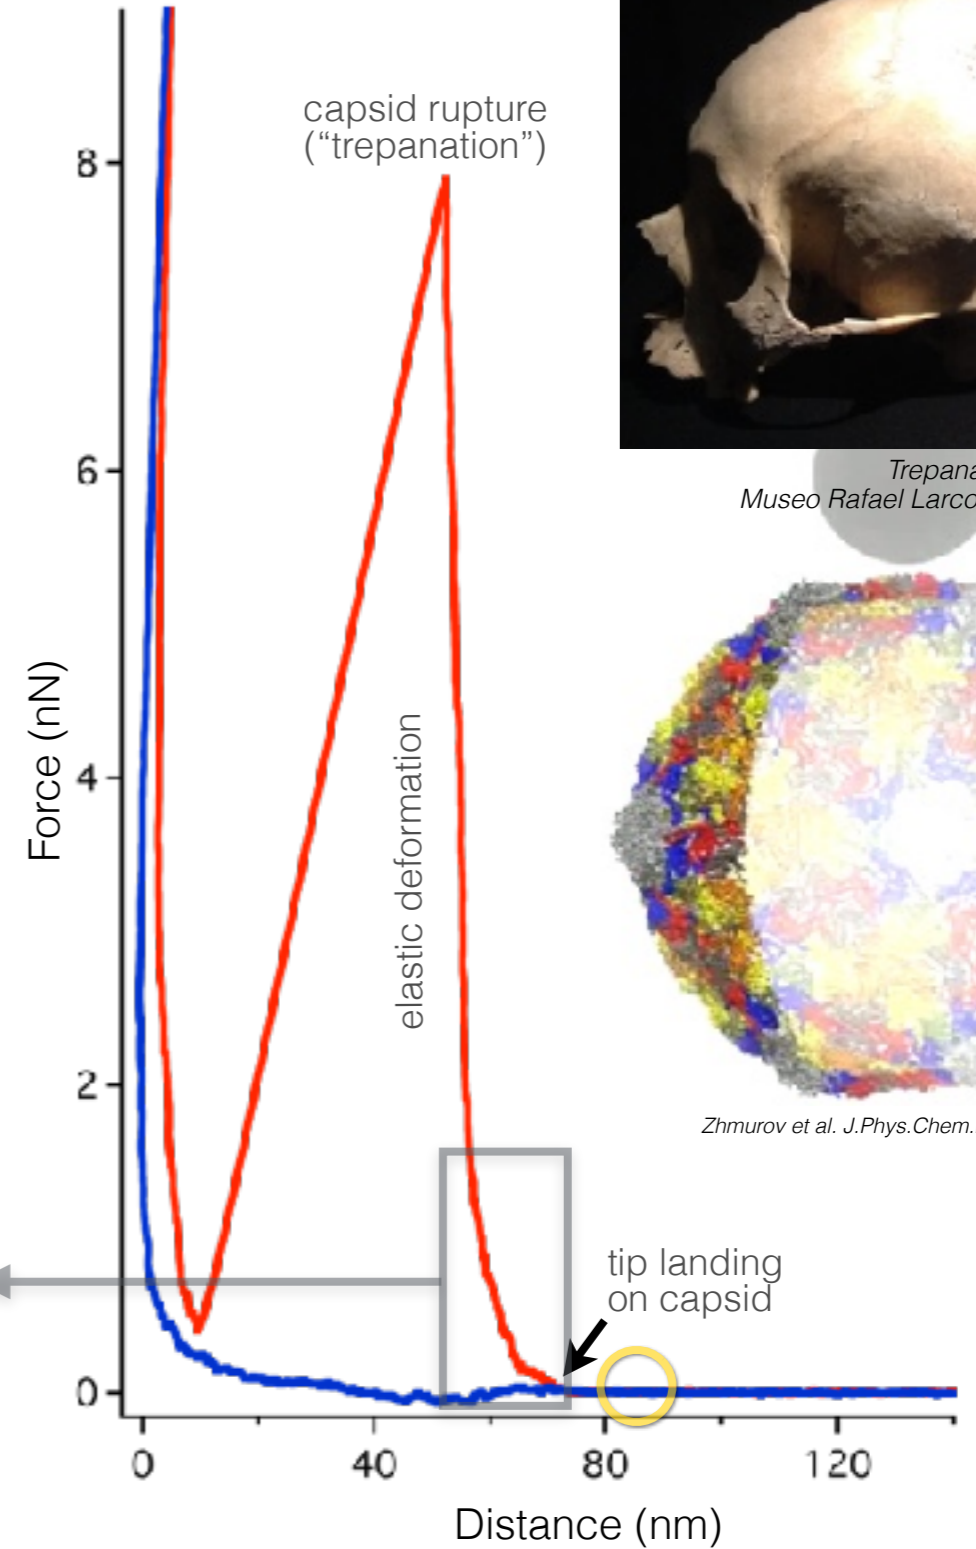 capsid rupture
(“trepanation”)
8
6
4
2
0
Force (nN)
elastic deformation
Museo Rafael Larco
Zhmurov et al. J.Phys.Chem.
tip landing
on capsid
0
40
80
120
Distance (nm)